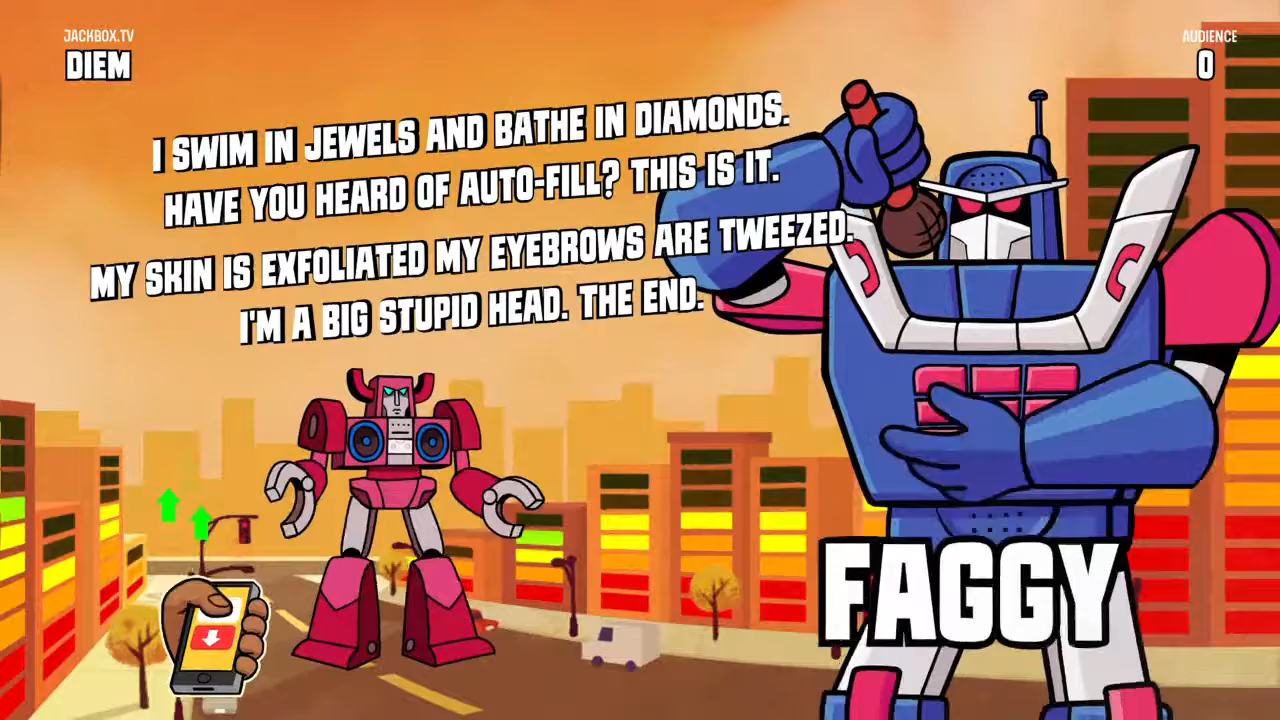 JACKBOX.TV
DIEM
AUDIENCE
0
I SWIM IN JEWELS AND BATHE IN DIAMONDS.
HAVE YOU HEARD OF AUTO-FILL? THIS IS IT.
MY SKIN IS EXFOLIATED MY EYEBROWS ARE TWEEZED.
I'M A BIG STUPID HEAD. THE END.
FAGGY